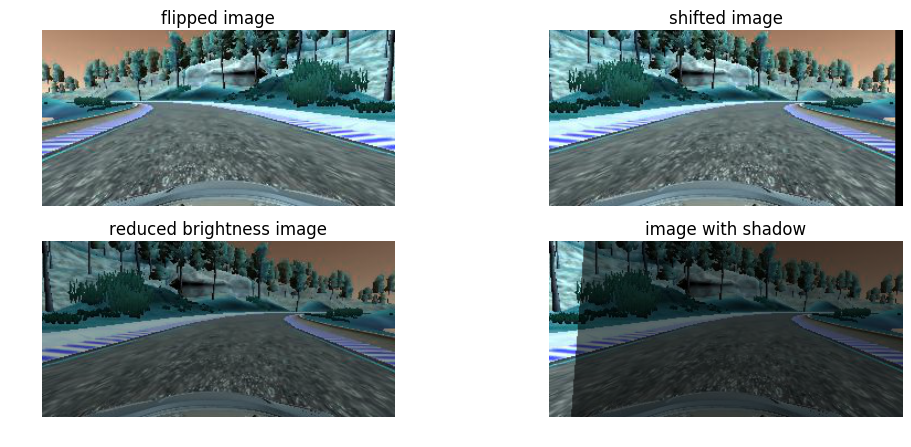 flipped image
shifted image
reduced brightness image
image with shadow